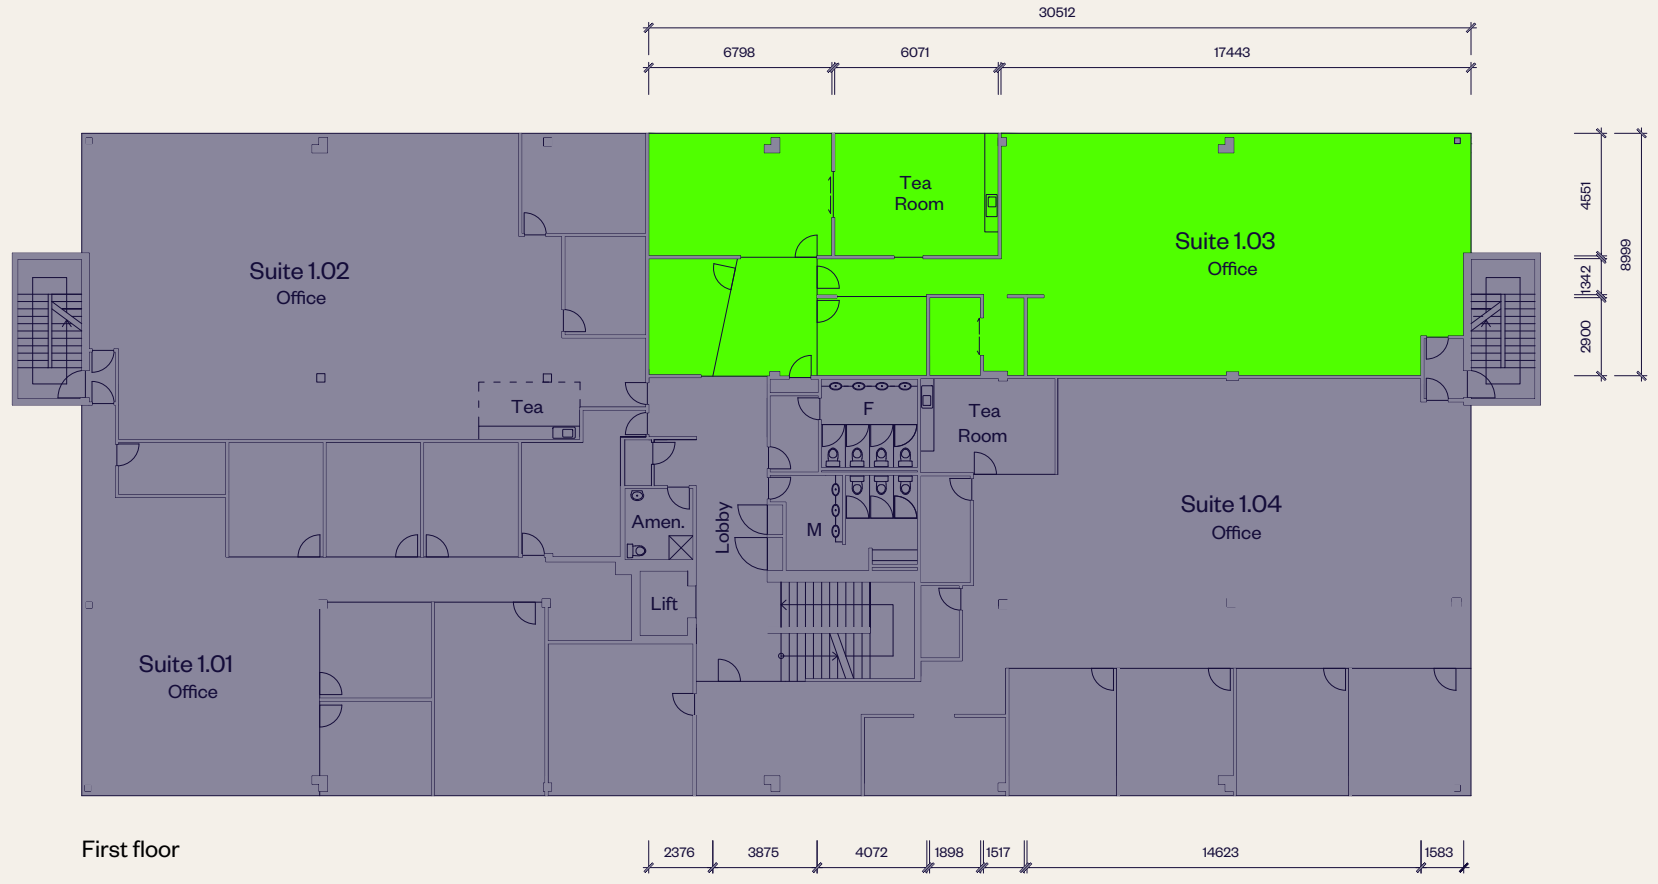 30512
6798
6071
17443
Tea
Room
Suite 1.03
Office
4551
1342
2900
8999
Suite 1.02
Office
Tea
F
Tea
Room
Suite 1.04
Office
Amen.
Lobby
M
Lift
Suite 1.01
Office
First floor
2376
3875
4072
1898
1517
14623
1583